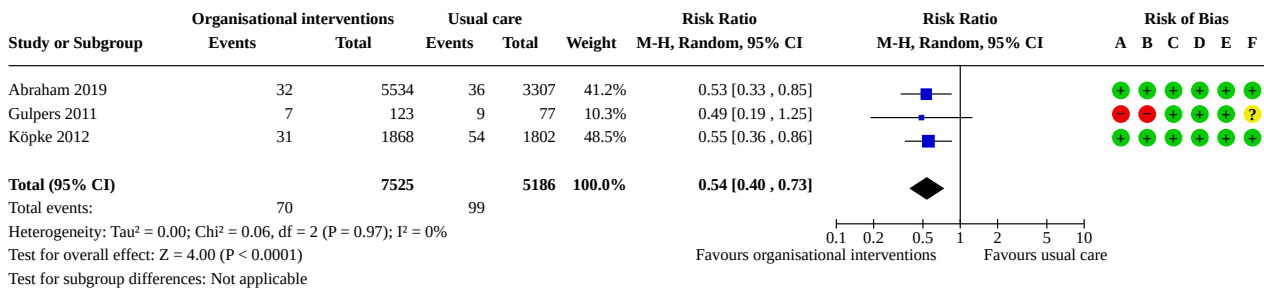 Organisational interventions Usual care Risk Ratio Risk Ratio Risk of Bias
Study or Subgroup Events Total Events Total Weight M-H, Random, 95% CI M-H, Random, 95% CI A B C D E F
Abraham 2019 32 5534 36 3307 41.2% 0.53 [0.33 , 0.85] + + + + + +
Gulpers 2011 7 123 9 77 10.3% 0.49 [0.19 , 1.25] − − + + + ?
Köpke 2012 31 1868 54 1802 48.5% 0.55 [0.36 , 0.86] + + + + + +
Total (95% CI) 7525 5186 100.0% 0.54 [0.40 , 0.73]
Total events: 70 99
Heterogeneity: Tau² = 0.00; Chi² = 0.06, df = 2 (P = 0.97); I² = 0%
0.1 0.2 0.5 1 2 5 10
Test for overall effect: Z = 4.00 (P < 0.0001)
Favours organisational interventions Favours usual care
Test for subgroup differences: Not applicable